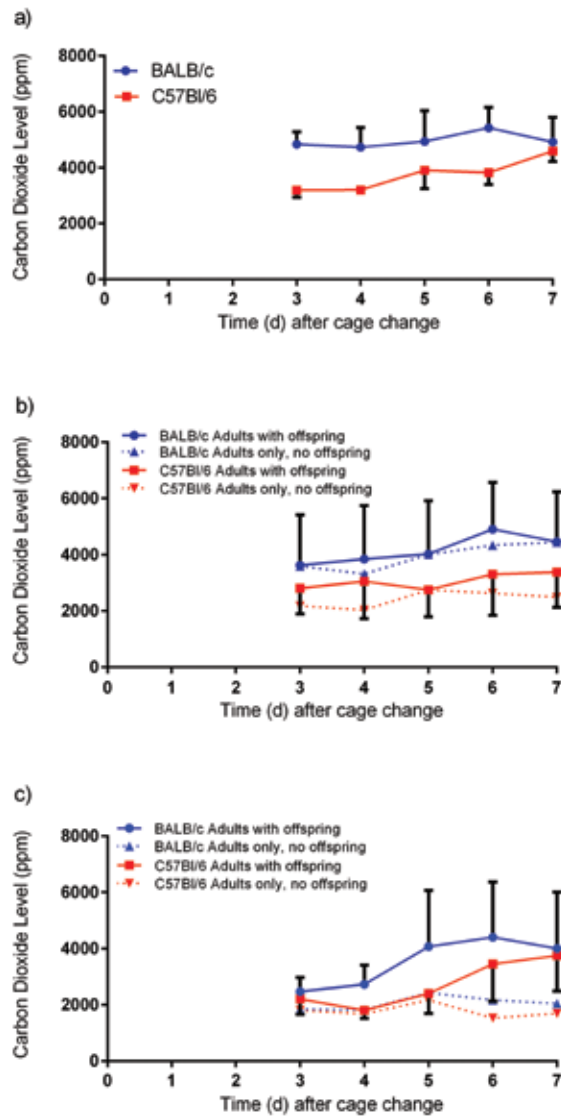 a)
8000
BALB/c
C57Bl/6
6000
4000
2000
0
Carbon Dioxide Level (ppm)
0 1 2 3 4 5 6 7
Time (d) after cage change
b)
BALB/c Adults with offspring
BALB/c Adults only, no offspring
C57Bl/6 Adults with offspring
C57Bl/6 Adults only, no offspring
8000
6000
4000
2000
0
Carbon Dioxide Level (ppm)
0 1 2 3 4 5 6 7
Time (d) after cage change
c)
BALB/c Adults with offspring
BALB/c Adults only, no offspring
C57Bl/6 Adults with offspring
C57Bl/6 Adults only, no offspring
8000
6000
4000
2000
0
Carbon Dioxide Level (ppm)
0 1 2 3 4 5 6 7
Time (d) after cage change